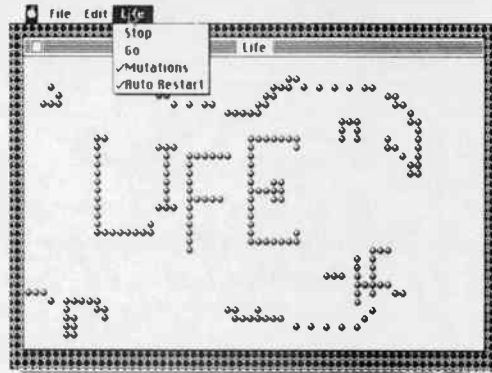 File Edit Life
Stop
Go
✓Mutations
✓Auto Restart
Life
LIFE